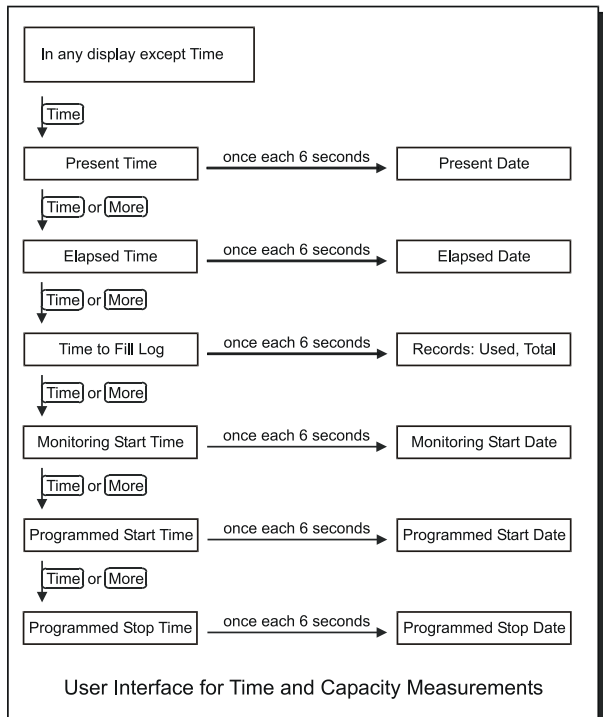 In any display except Time
Time
Present Time once each 6 seconds Present Date
Time or More
Elapsed Time once each 6 seconds Elapsed Date
Time or More
Time to Fill Log once each 6 seconds Records: Used, Total
Time or More
Monitoring Start Time once each 6 seconds Monitoring Start Date
Time or More
Programmed Start Time once each 6 seconds Programmed Start Date
Time or More
Programmed Stop Time once each 6 seconds Programmed Stop Date
User Interface for Time and Capacity Measurements